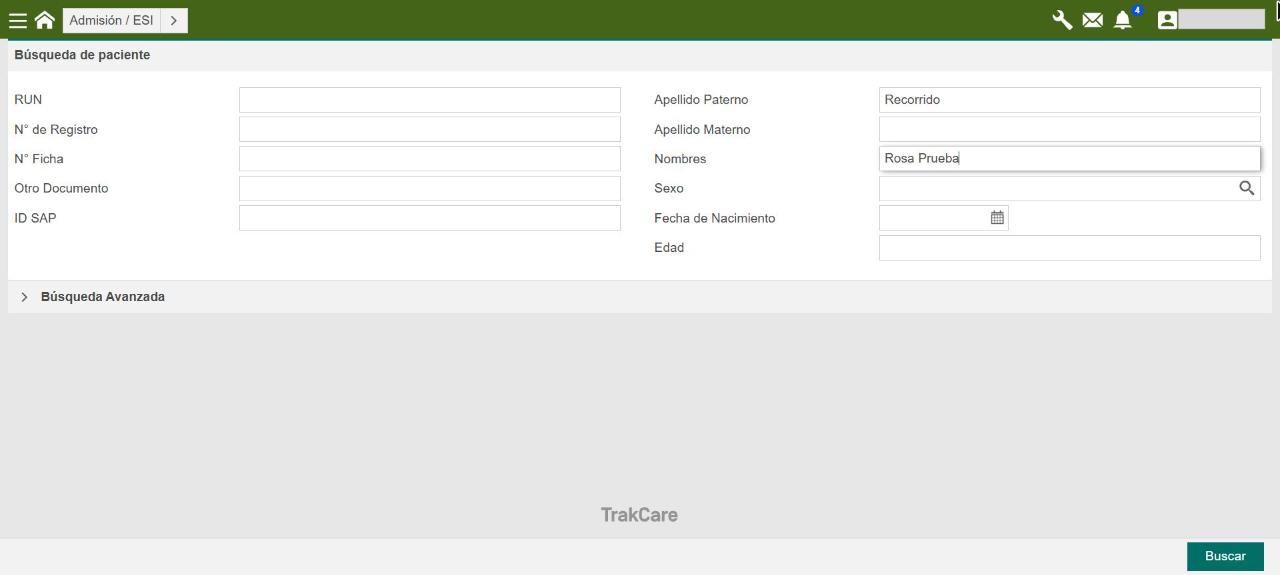 Admisión / ESI
4
Búsqueda de paciente
RUN
N° de Registro
N° Ficha
Otro Documento
ID SAP
Apellido Paterno Recorrido
Apellido Materno
Nombres Rosa Prueba
Sexo
Fecha de Nacimiento
Edad
Búsqueda Avanzada
TrakCare
Buscar